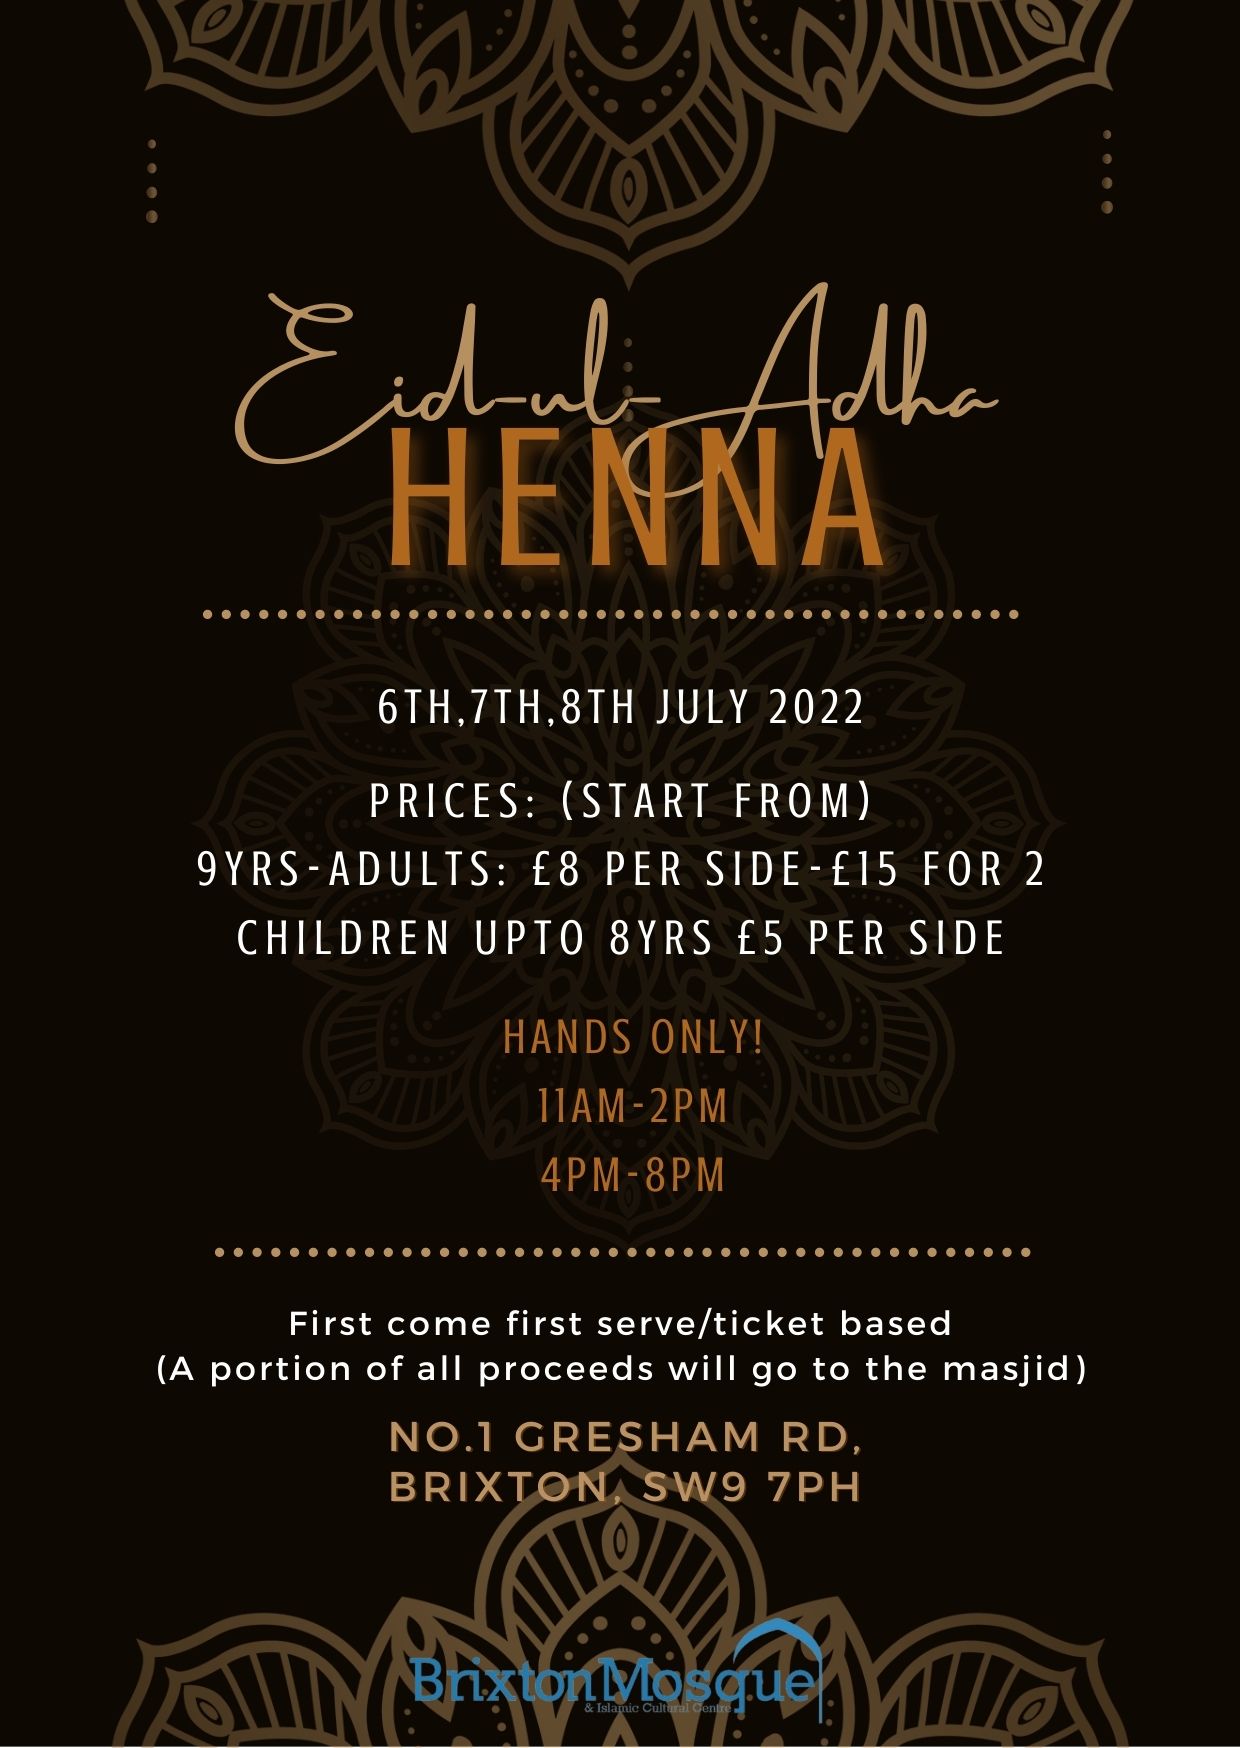 Eid-ul-Adha
HENNA
6TH,7TH,8TH JULY 2022
PRICES: (START FROM)
9YRS-ADULTS: £8 PER SIDE-£15 FOR 2
CHILDREN UPTO 8YRS £5 PER SIDE
HANDS ONLY!
11AM-2PM
4PM-8PM
First come first serve/ticket based
(A portion of all proceeds will go to the masjid)
NO.1 GRESHAM RD,
BRIXTON, SW9 7PH
BrixtonMosque
& Islamic Cultural Centre